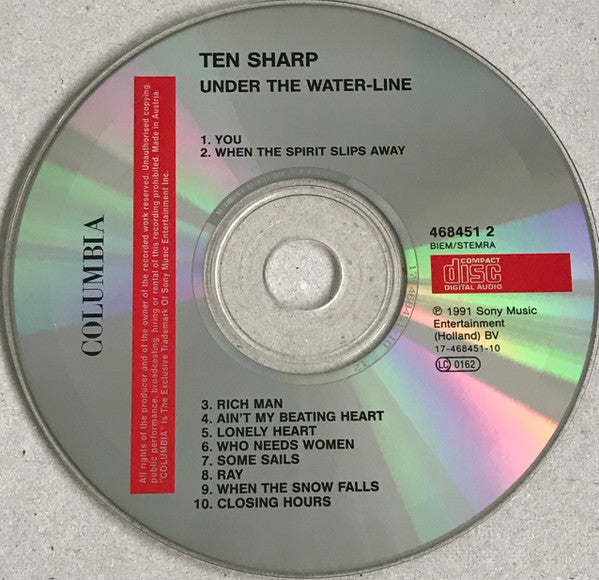 TEN SHARP
UNDER THE WATER-LINE
1. YOU
2. WHEN THE SPIRIT SLIPS AWAY
COLUMBIA
All rights of the producer and of the owner of the recorded work reserved. Unauthorised copying,
public performance, broadcasting, hiring or rental of this recording prohibited. Made in Austria
"COLUMBIA" Is The Exclusive Trademark Of Sony Music Entertainment Inc.
468451 2
BIEM/STEMRA
COMPACT
disc
DIGITAL AUDIO
℗ 1991 Sony Music
Entertainment
(Holland) BV
17-468451-10
LC 0162
3. RICH MAN
4. AIN'T MY BEATING HEART
5. LONELY HEART
6. WHO NEEDS WOMEN
7. SOME SAILS
8. RAY
9. WHEN THE SNOW FALLS
10. CLOSING HOURS